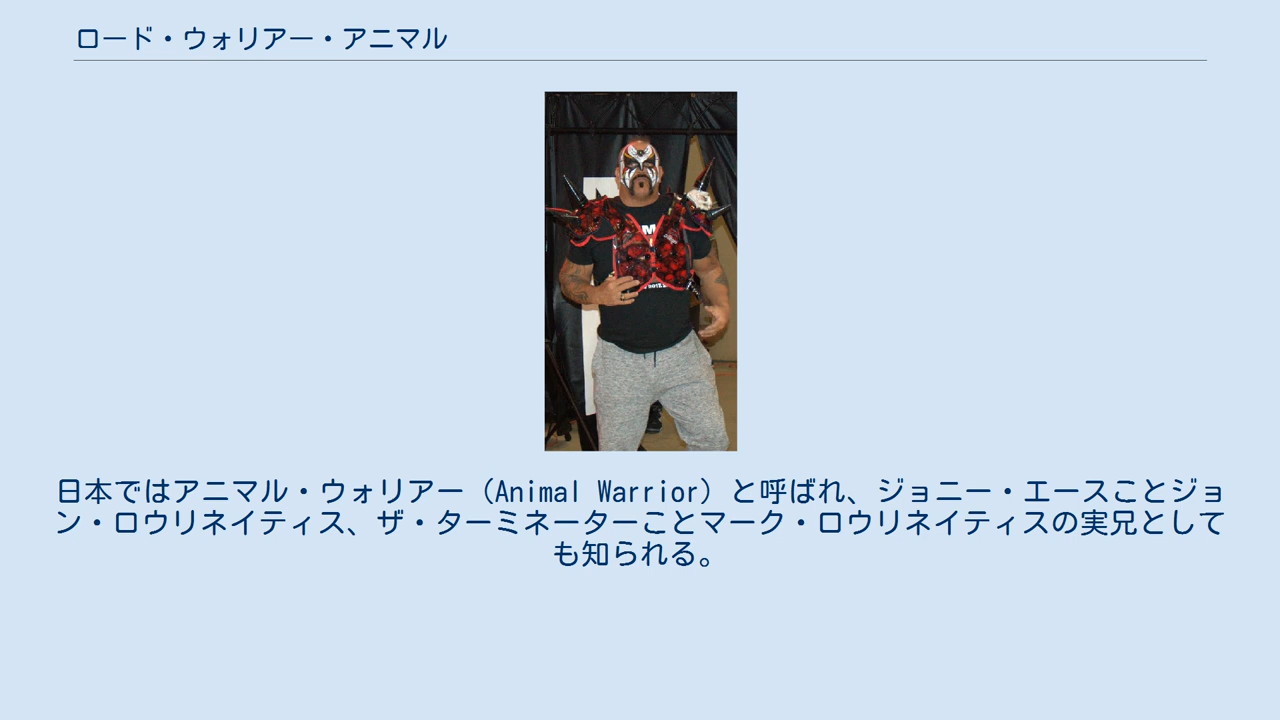 ロード・ウォリアー・アニマル
日本ではアニマル・ウォリアー（Animal Warrior）と呼ばれ、ジョニー・エースことジョ
ン・ロウリネイティス、ザ・ターミネーターことマーク・ロウリネイティスの実兄として
も知られる。